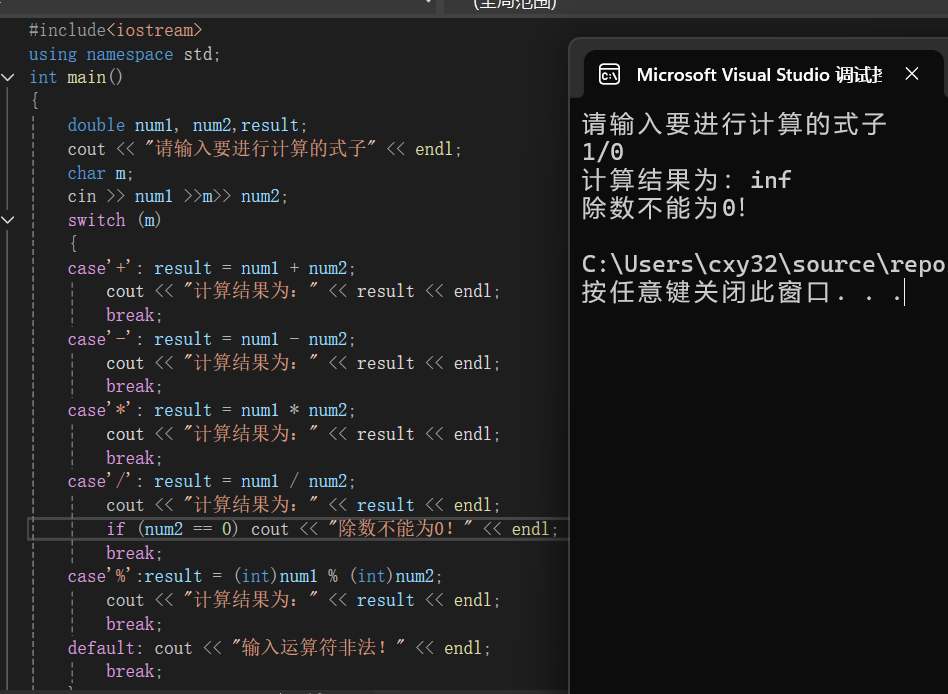 (全局范围)
#include<iostream>
using namespace std;
int main()
{
double num1, num2,result;
cout << "请输入要进行计算的式子" << endl;
char m;
cin >> num1 >>m>> num2;
switch (m)
{
case'+': result = num1 + num2;
cout << "计算结果为：" << result << endl;
break;
case'-': result = num1 - num2;
cout << "计算结果为：" << result << endl;
break;
case'*': result = num1 * num2;
cout << "计算结果为：" << result << endl;
break;
case'/': result = num1 / num2;
cout << "计算结果为：" << result << endl;
if (num2 == 0) cout << "除数不能为0！" << endl;
break;
case'%':result = (int)num1 % (int)num2;
cout << "计算结果为：" << result << endl;
break;
default: cout << "输入运算符非法！" << endl;
break;
Microsoft Visual Studio 调试
请输入要进行计算的式子
1/0
计算结果为：inf
除数不能为0！
C:\Users\cxy32\source\repo
按任意键关闭此窗口. . .